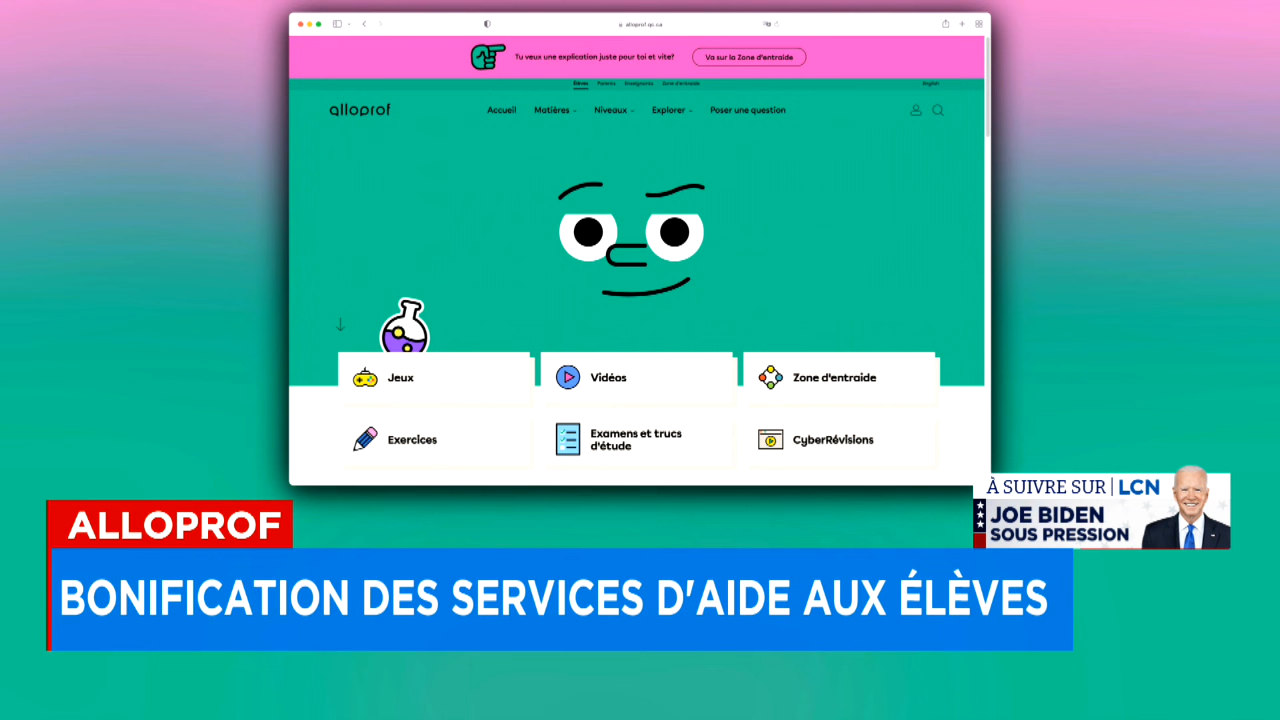 alloprof.qc.ca
Tu veux une explication juste pour toi et vite?
Va sur la Zone d'entraide
Élèves Parents Enseignants Zone d'entraide
English
alloprof
Accueil Matières Niveaux Explorer Poser une question
Jeux
Vidéos
Zone d'entraide
Exercices
Examens et trucs
d'étude
CyberRévisions
À SUIVRE SUR | LCN
JOE BIDEN
SOUS PRESSION
ALLOPROF
BONIFICATION DES SERVICES D'AIDE AUX ÉLÈVES